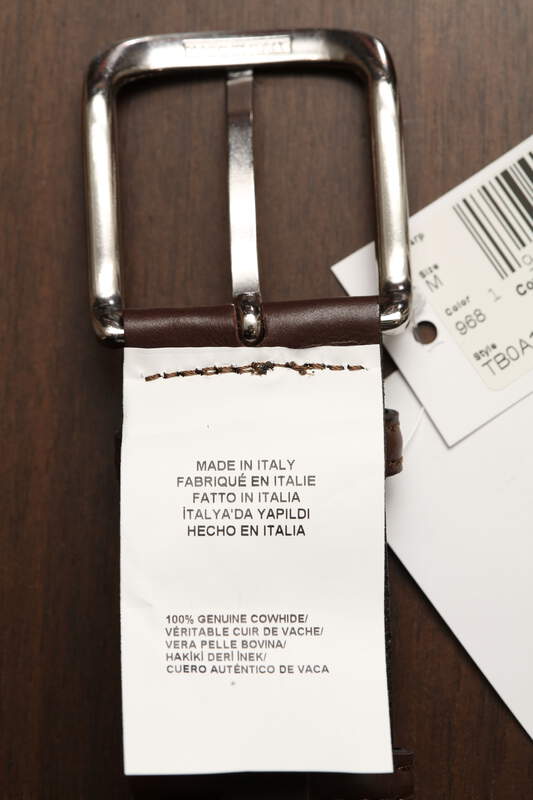 Size
M
Color
968 1
Style
MADE IN ITALY
FABRIQUÉ EN ITALIE
FATTO IN ITALIA
İTALYA'DA YAPILDI
HECHO EN ITALIA
100% GENUINE COWHIDE/
VÉRITABLE CUIR DE VACHE/
VERA PELLE BOVINA/
HAKİKİ DERİ İNEK/
CUERO AUTÉNTICO DE VACA